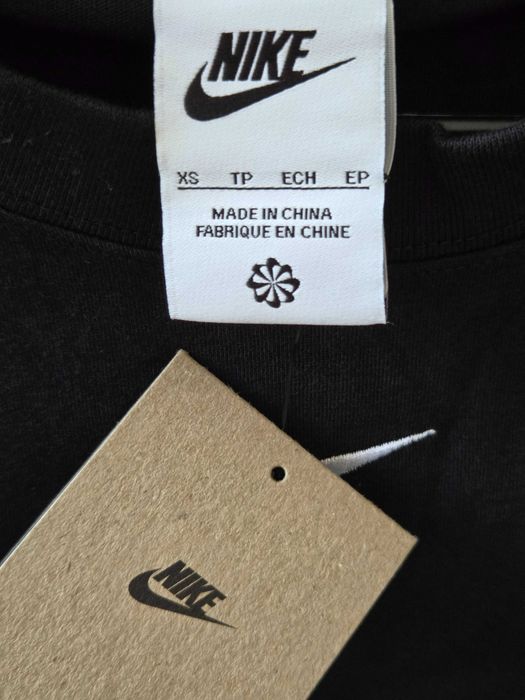 NIKE
XS TP ECH EP
MADE IN CHINA
FABRIQUE EN CHINE
NIKE